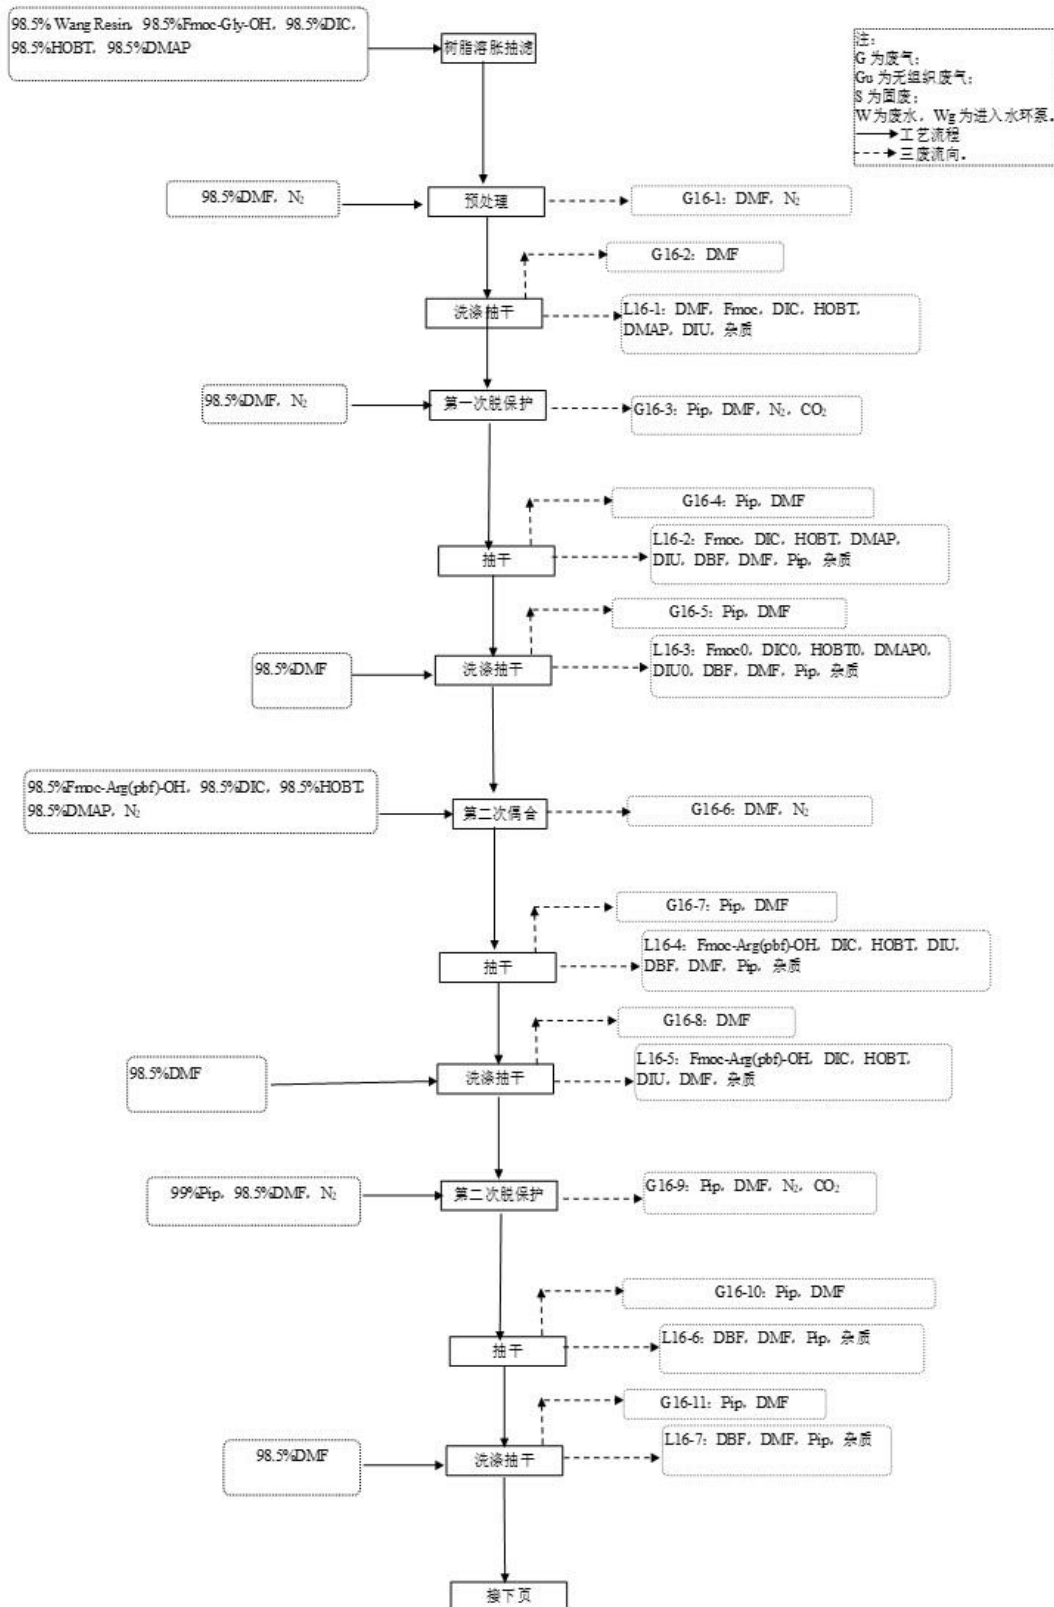 98.5% Wang Resin，98.5%Fmoc-Gly-OH，98.5%DIC，
98.5%HOBT，98.5%DMAP
树脂溶胀抽滤
注：
G 为废气；
Gu 为无组织废气；
S 为固废；
W 为废水，Wg 为进入水环泵。
工艺流程
三废流向。
98.5%DMF，N₂
预处理
G16-1：DMF，N₂
G16-2：DMF
洗涤抽干
L16-1：DMF，Fmoc，DIC，HOBT，
DMAP，DIU，杂质
98.5%DMF，N₂
第一次脱保护
G16-3：Pip，DMF，N₂，CO₂
G16-4：Pip，DMF
抽干
L16-2：Fmoc，DIC，HOBT，DMAP，
DIU，DBF，DMF，Pip，杂质
G16-5：Pip，DMF
98.5%DMF
洗涤抽干
L16-3：Fmoc0，DIC0，HOBT0，DMAP0，
DIU0，DBF，DMF，Pip，杂质
98.5%Fmoc-Arg(pbf)-OH，98.5%DIC，98.5%HOBT，
98.5%DMAP，N₂
第二次偶合
G16-6：DMF，N₂
G16-7：Pip，DMF
抽干
L16-4：Fmoc-Arg(pbf)-OH，DIC，HOBT，DIU，
DBF，DMF，Pip，杂质
G16-8：DMF
98.5%DMF
洗涤抽干
L16-5：Fmoc-Arg(pbf)-OH，DIC，HOBT，
DIU，DMF，杂质
99%Pip，98.5%DMF，N₂
第二次脱保护
G16-9：Pip，DMF，N₂，CO₂
G16-10：Pip，DMF
抽干
L16-6：DBF，DMF，Pip，杂质
G16-11：Pip，DMF
98.5%DMF
洗涤抽干
L16-7：DBF，DMF，Pip，杂质
接下页